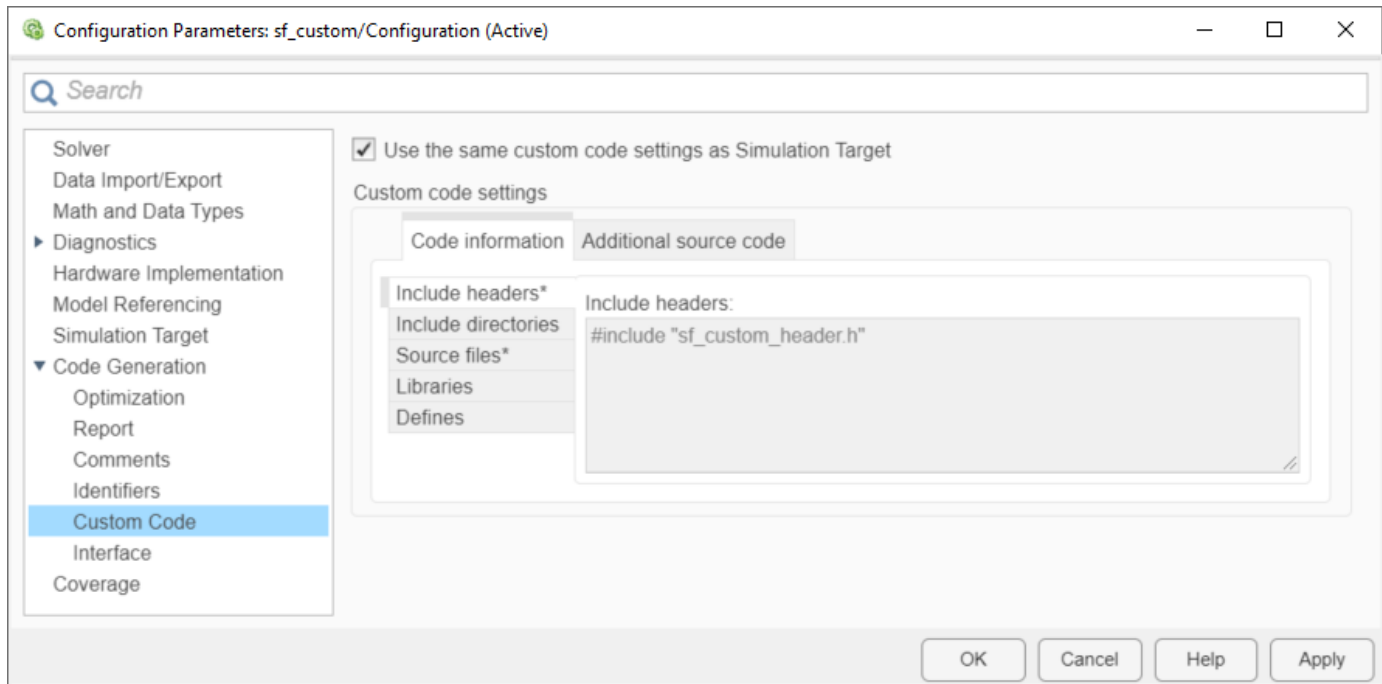 Configuration Parameters: sf_custom/Configuration (Active)
Search
Solver
Data Import/Export
Math and Data Types
Diagnostics
Hardware Implementation
Model Referencing
Simulation Target
Code Generation
Optimization
Report
Comments
Identifiers
Custom Code
Interface
Coverage
Use the same custom code settings as Simulation Target
Custom code settings
Code information
Additional source code
Include headers*
Include directories
Source files*
Libraries
Defines
Include headers:
#include "sf_custom_header.h"
OK
Cancel
Help
Apply